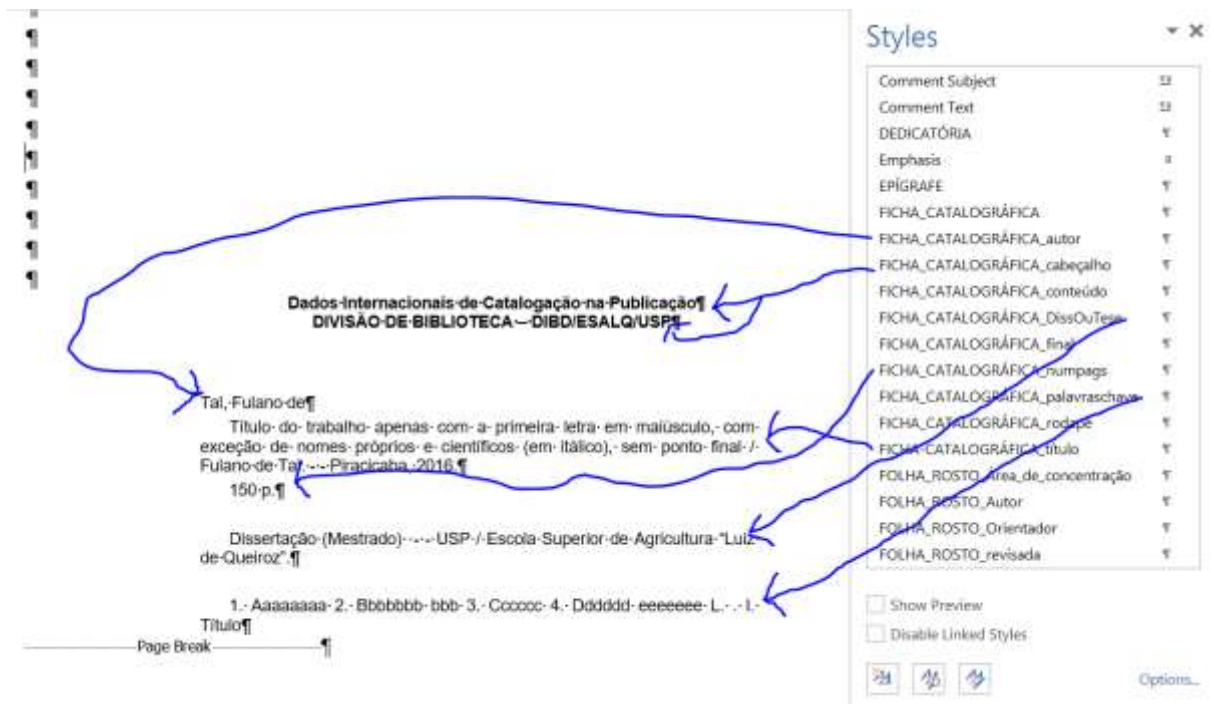 Dados Internacionais de Catalogação na Publicação¶
DIVISÃO DE BIBLIOTECA – DIBD/ESALQ/USP¶
Tal, Fulano de¶
Título do trabalho apenas com a primeira letra em maiúsculo, com
exceção de nomes próprios e científicos (em itálico), sem ponto final /
Fulano de Tal. - - Piracicaba, 2016.¶
150 p.¶
Dissertação (Mestrado) - - USP / Escola Superior de Agricultura “Luiz
de Queiroz”.¶
1. Aaaaaaaa 2. Bbbbbbb bbb 3. Cccccc 4. Dddddd eeeeeee L. . I.
Título¶
Page Break¶
Styles
Comment Subject
Comment Text
DEDICATÓRIA
Emphasis
EPÍGRAFE
FICHA_CATALOGRÁFICA
FICHA_CATALOGRÁFICA_autor
FICHA_CATALOGRÁFICA_cabeçalho
FICHA_CATALOGRÁFICA_conteúdo
FICHA_CATALOGRÁFICA_DissOuTese
FICHA_CATALOGRÁFICA_final
FICHA_CATALOGRÁFICA_numpags
FICHA_CATALOGRÁFICA_palavraschave
FICHA_CATALOGRÁFICA_rodapé
FICHA-CATALOGRÁFICA_título
FOLHA_ROSTO_Área_de_concentração
FOLHA_ROSTO_Autor
FOLHA_ROSTO_Orientador
FOLHA_ROSTO_revisada
Show Preview
Disable Linked Styles
Options...